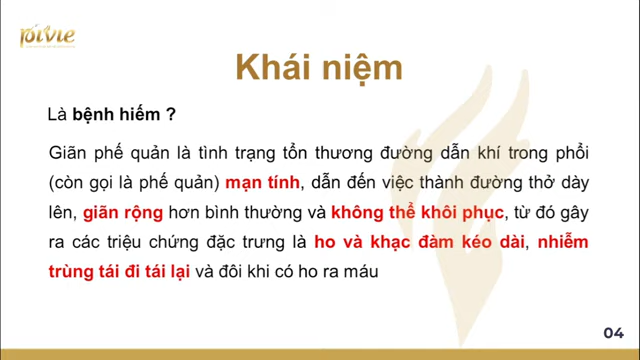 pivie
Khái niệm
Là bệnh hiếm ?
Giãn phế quản là tình trạng tổn thương đường dẫn khí trong phổi
(còn gọi là phế quản) mạn tính, dẫn đến việc thành đường thở dày
lên, giãn rộng hơn bình thường và không thể khôi phục, từ đó gây
ra các triệu chứng đặc trưng là ho và khạc đàm kéo dài, nhiễm
trùng tái đi tái lại và đôi khi có ho ra máu
04